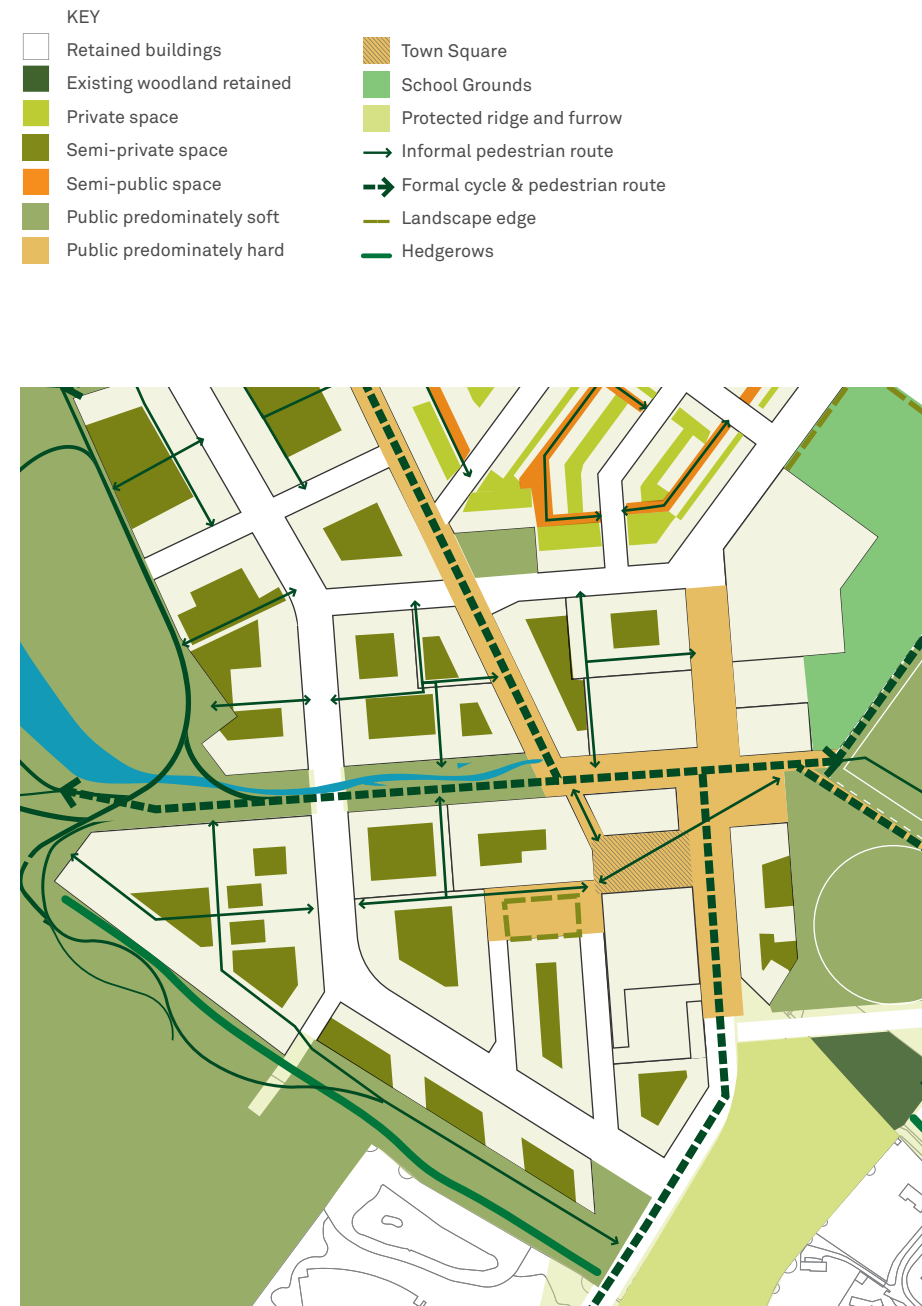 KEY
Retained buildings
Existing woodland retained
Private space
Semi-private space
Semi-public space
Public predominately soft
Public predominately hard
Town Square
School Grounds
Protected ridge and furrow
Informal pedestrian route
Formal cycle & pedestrian route
Landscape edge
Hedgerows